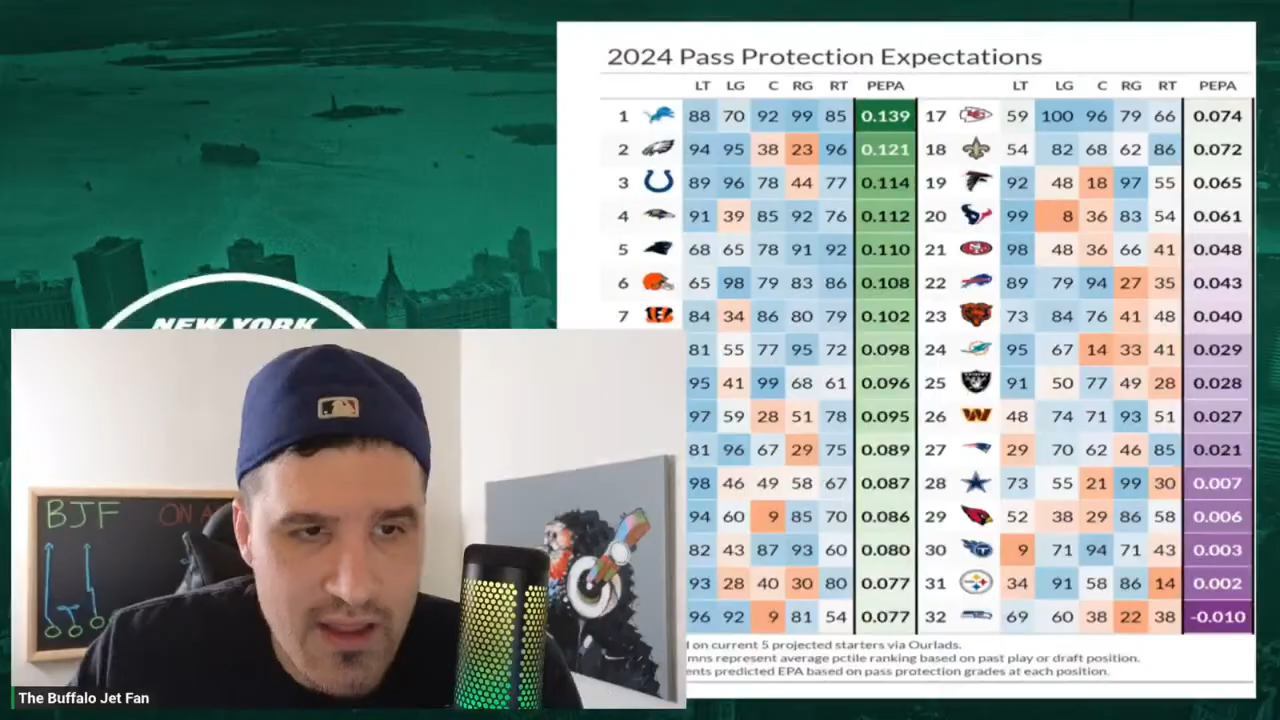 2024 Pass Protection Expectations
LT LG C RG RT PEPA LT LG C RG RT PEPA
1 88 70 92 99 85 0.139 17 59 100 96 79 66 0.074
2 94 95 38 23 96 0.121 18 54 82 68 62 86 0.072
3 89 96 78 44 77 0.114 19 92 48 18 97 55 0.065
4 91 39 85 92 76 0.112 20 99 8 36 83 54 0.061
5 68 65 78 91 92 0.110 21 98 48 36 66 41 0.048
6 65 98 79 83 86 0.108 22 89 79 94 27 35 0.043
7 84 34 86 80 79 0.102 23 73 84 76 41 48 0.040
81 55 77 95 72 0.098 24 95 67 14 33 41 0.029
95 41 99 68 61 0.096 25 91 50 77 49 28 0.028
97 59 28 51 78 0.095 26 48 74 71 93 51 0.027
81 96 67 29 75 0.089 27 29 70 62 46 85 0.021
98 46 49 58 67 0.087 28 73 55 21 99 30 0.007
94 60 9 85 70 0.086 29 52 38 29 86 58 0.006
82 43 87 93 60 0.080 30 9 71 94 71 43 0.003
93 28 40 30 80 0.077 31 34 91 58 86 14 0.002
96 92 9 81 54 0.077 32 69 60 38 22 38 -0.010
on current 5 projected starters via Ourlads.
represent average pctile ranking based on past play or draft position.
predicted EPA based on pass protection grades at each position.
NEW YORK
BJF ON A
The Buffalo Jet Fan